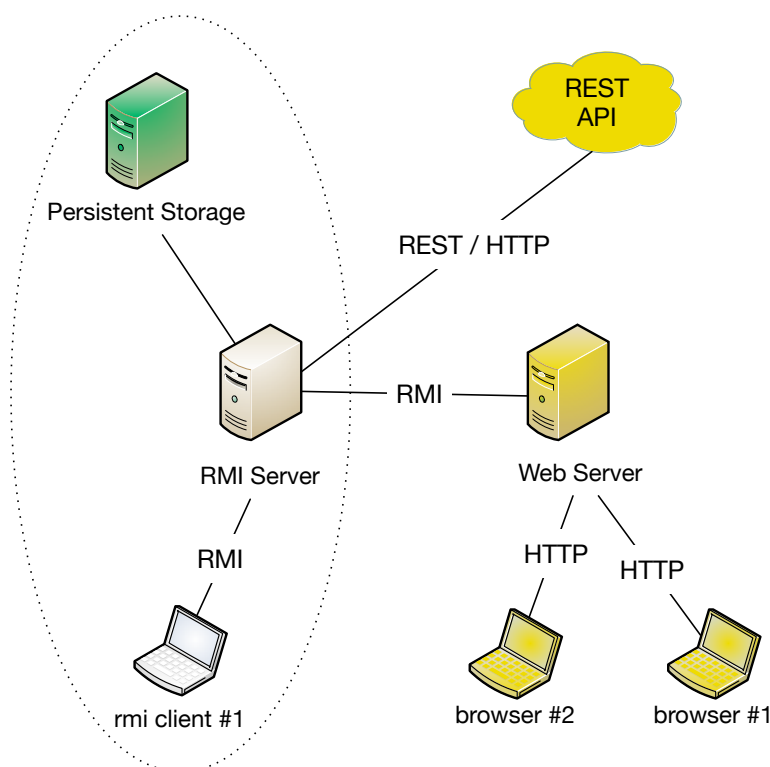 REST
API
Persistent Storage
REST / HTTP
RMI
RMI Server
Web Server
RMI
HTTP
HTTP
rmi client #1
browser #2
browser #1